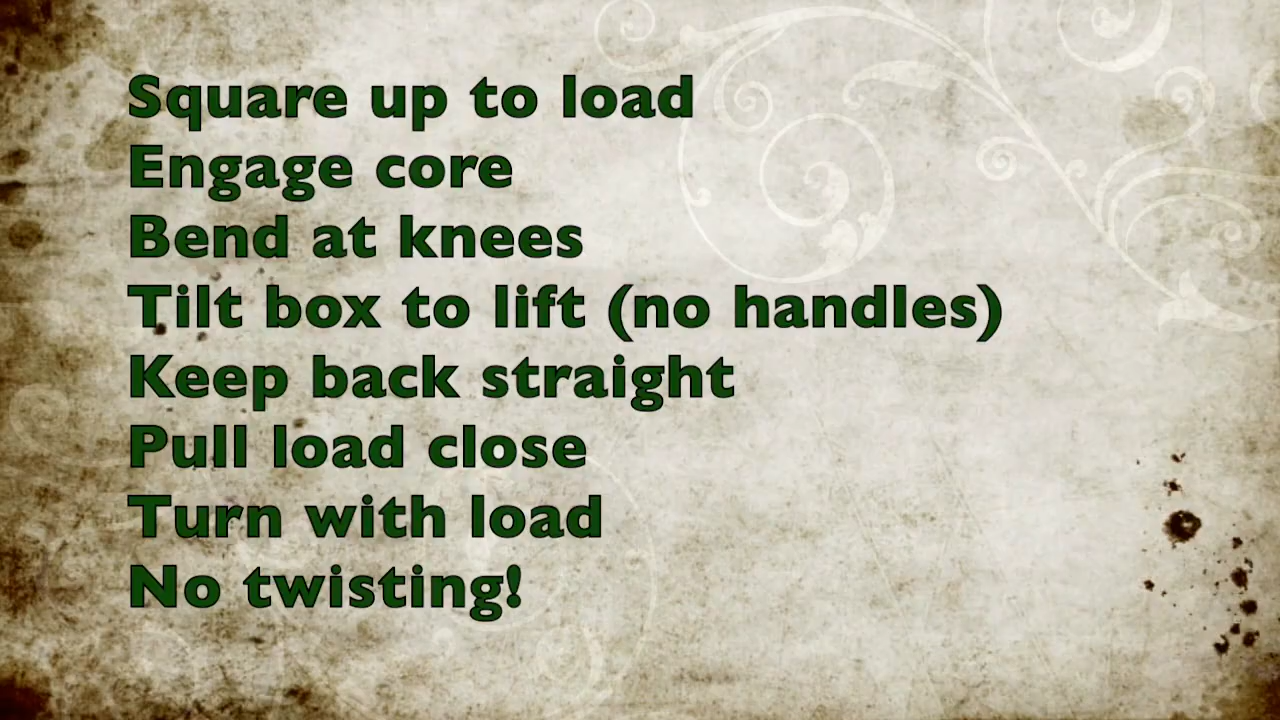 Square up to load
Engage core
Bend at knees
Tilt box to lift (no handles)
Keep back straight
Pull load close
Turn with load
No twisting!